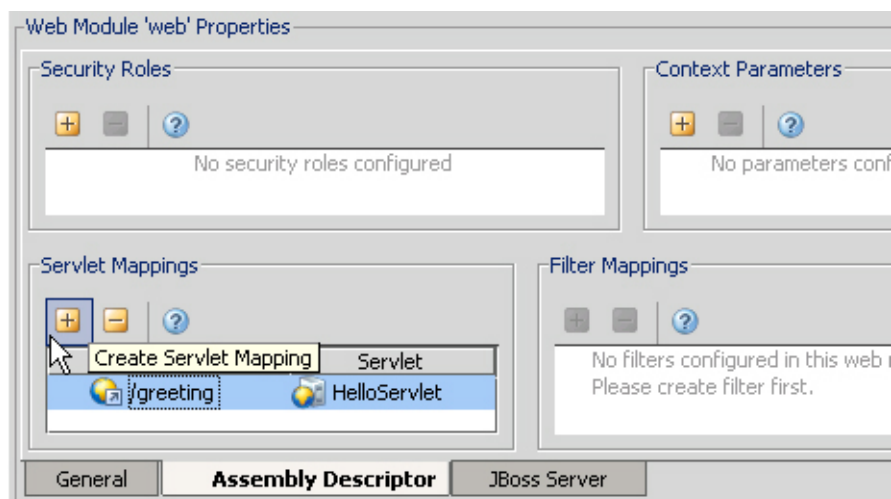 Web Module 'web' Properties
Security Roles
No security roles configured
Context Parameters
No parameters conf
Servlet Mappings
Create Servlet Mapping
Servlet
/greeting HelloServlet
Filter Mappings
No filters configured in this web
Please create filter first.
General Assembly Descriptor JBoss Server